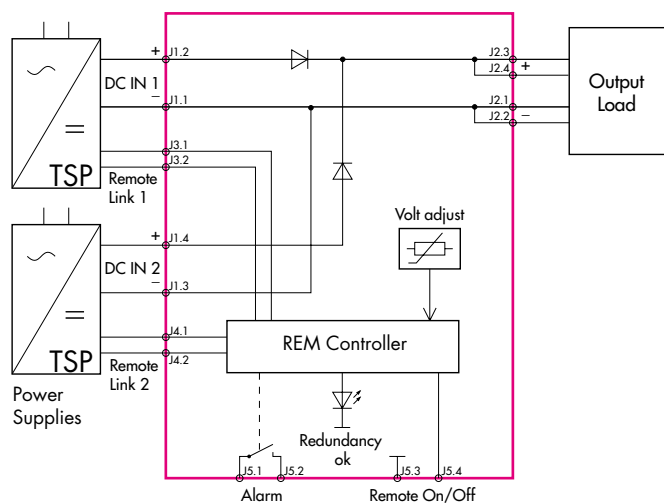 +
J1.2
DC IN 1
−
J1.1
J3.1
J3.2
TSP
Remote
Link 1
J2.3
J2.4
+
J2.1
J2.2
−
Output
Load
Volt adjust
+
J1.4
DC IN 2
−
J1.3
J4.1
J4.2
TSP
Remote
Link 2
REM Controller
Power
Supplies
Redundancy
ok
J5.1
J5.2
J5.3
J5.4
Alarm
Remote On/Off